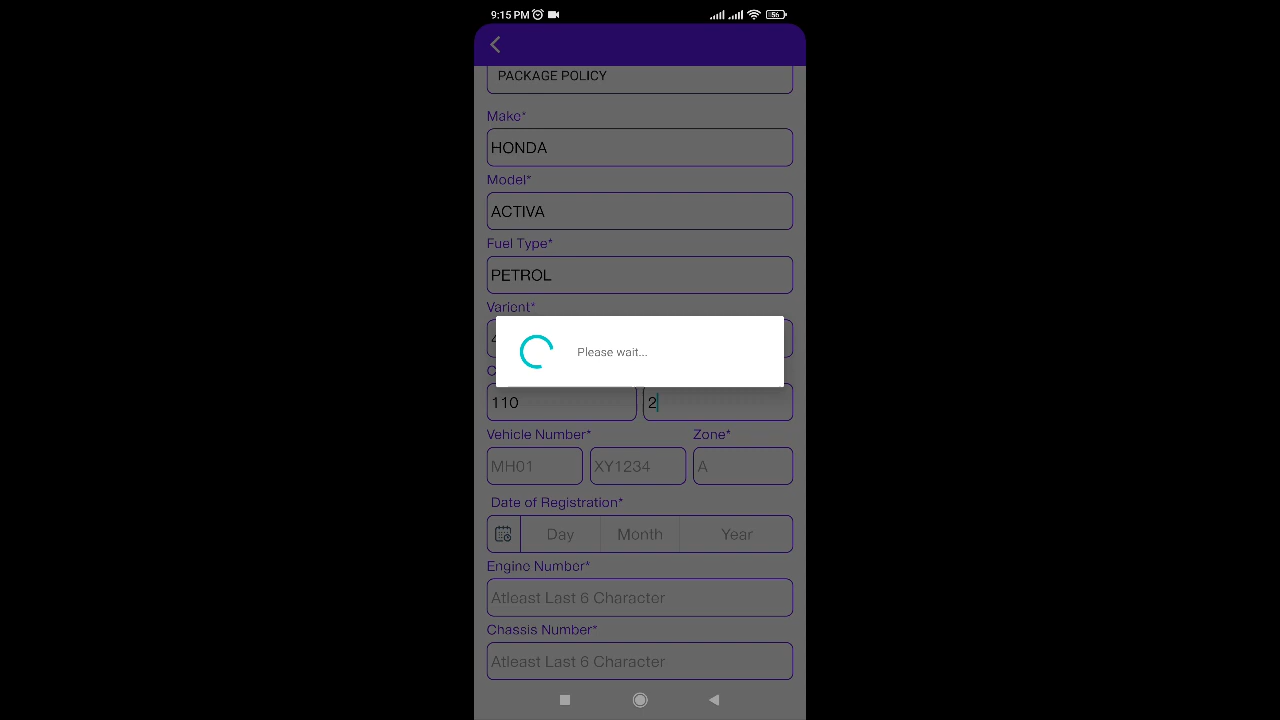 9:15 PM 56
PACKAGE POLICY
Make*
HONDA
Model*
ACTIVA
Fuel Type*
PETROL
Varient*
Please wait...
110 2
Vehicle Number* Zone*
MH01 XY1234 A
Date of Registration*
Day Month Year
Engine Number*
Atleast Last 6 Character
Chassis Number*
Atleast Last 6 Character